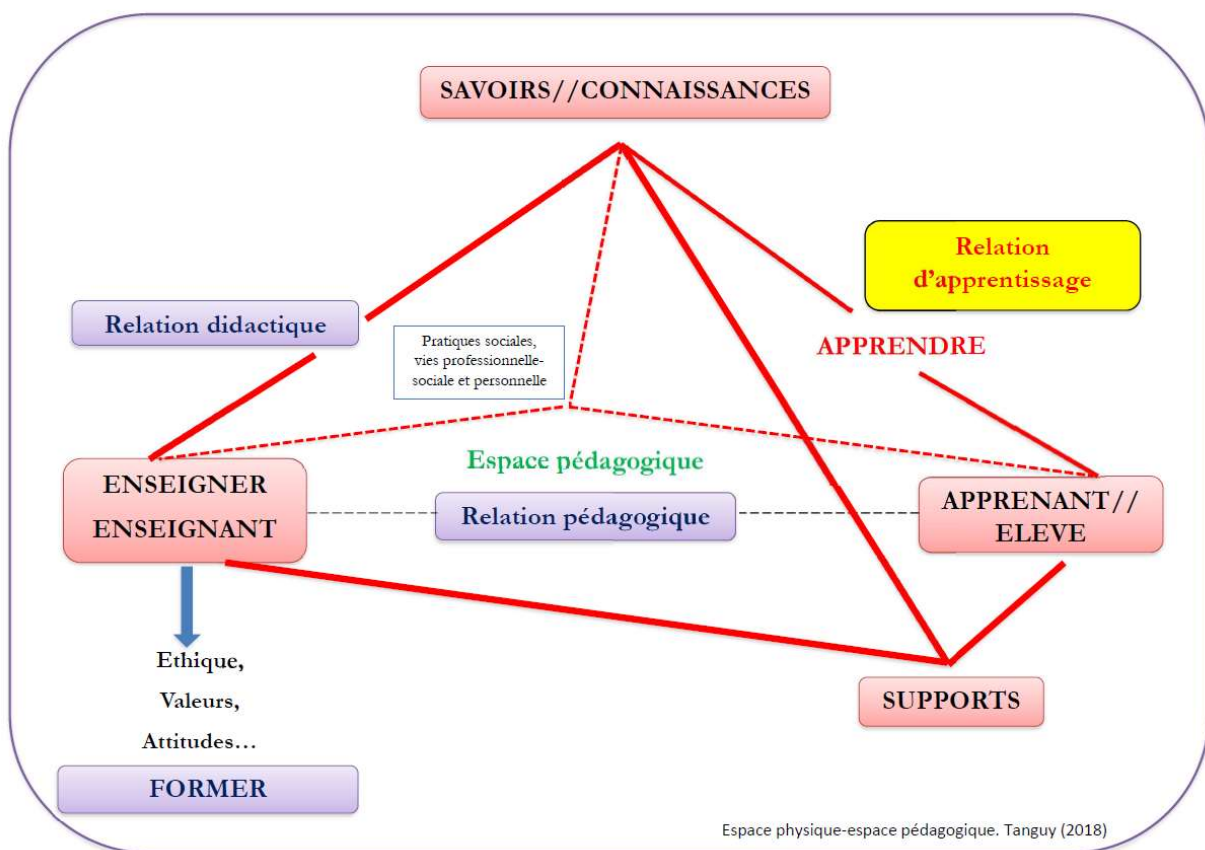 SAVOIRS//CONNAISSANCES
Relation
d'apprentissage
Relation didactique
Pratiques sociales,
vies professionnelle-
sociale et personnelle
APPRENDRE
Espace pédagogique
ENSEIGNER
ENSEIGNANT
Relation pédagogique
APPRENANT//
ELEVE
Ethique,
Valeurs,
Attitudes…
SUPPORTS
FORMER
Espace physique-espace pédagogique. Tanguy (2018)